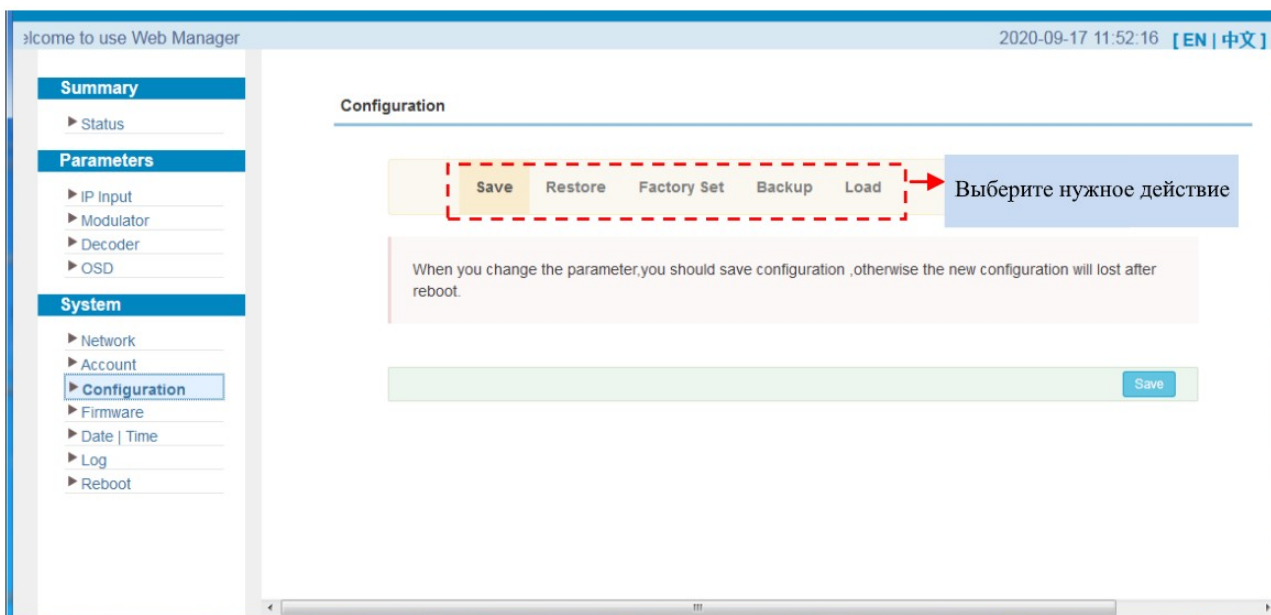 elcome to use Web Manager
2020-09-17 11:52:16 [ EN | 中文 ]
Summary
Status
Parameters
IP Input
Modulator
Decoder
OSD
System
Network
Account
Configuration
Firmware
Date | Time
Log
Reboot
Configuration
Save Restore Factory Set Backup Load
Выберите нужное действие
When you change the parameter,you should save configuration ,otherwise the new configuration will lost after
reboot.
Save